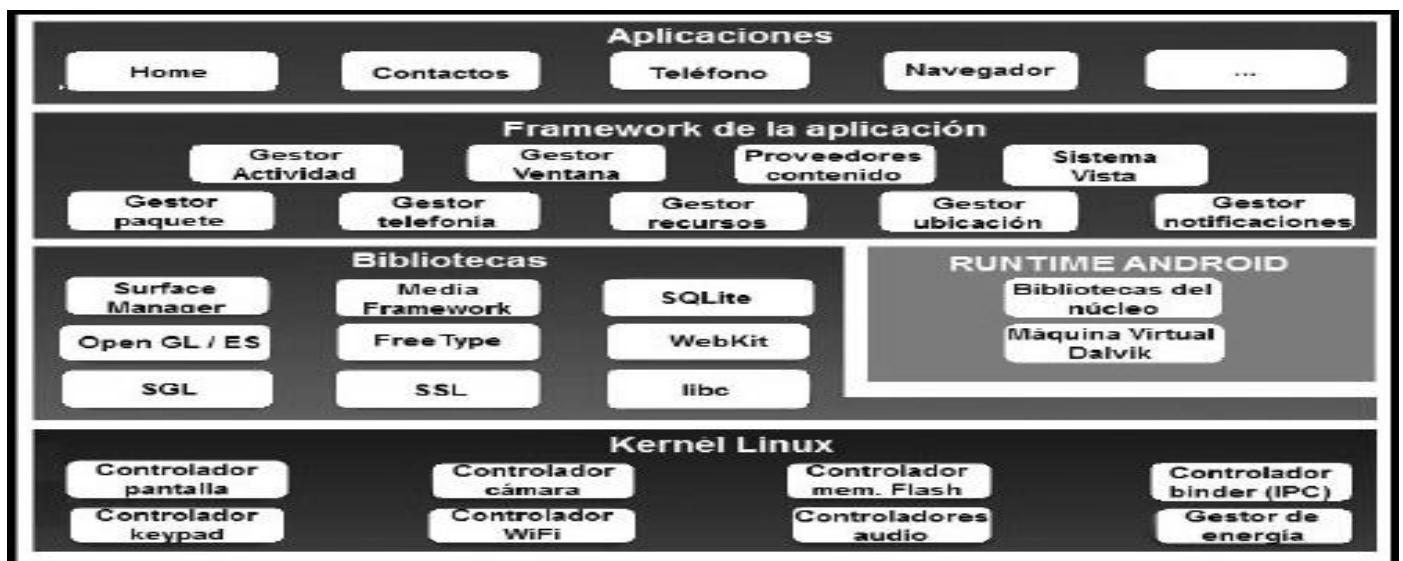 Aplicaciones
Home
Contactos
Teléfono
Navegador
...
Framework de la aplicación
Gestor
Actividad
Gestor
Ventana
Proveedores
contenido
Sistema
Vista
Gestor
paquete
Gestor
telefonia
Gestor
recursos
Gestor
ubicación
Gestor
notificaciones
Bibliotecas
Surface
Manager
Media
Framework
SQLite
Open GL / ES
FreeType
WebKit
SGL
SSL
libc
RUNTIME ANDROID
Bibliotecas del
núcleo
Máquina Virtual
Dalvik
Kernel Linux
Controlador
pantalla
Controlador
cámara
Controlador
mem. Flash
Controlador
binder (IPC)
Controlador
keypad
Controlador
WiFi
Controladores
audio
Gestor de
energía